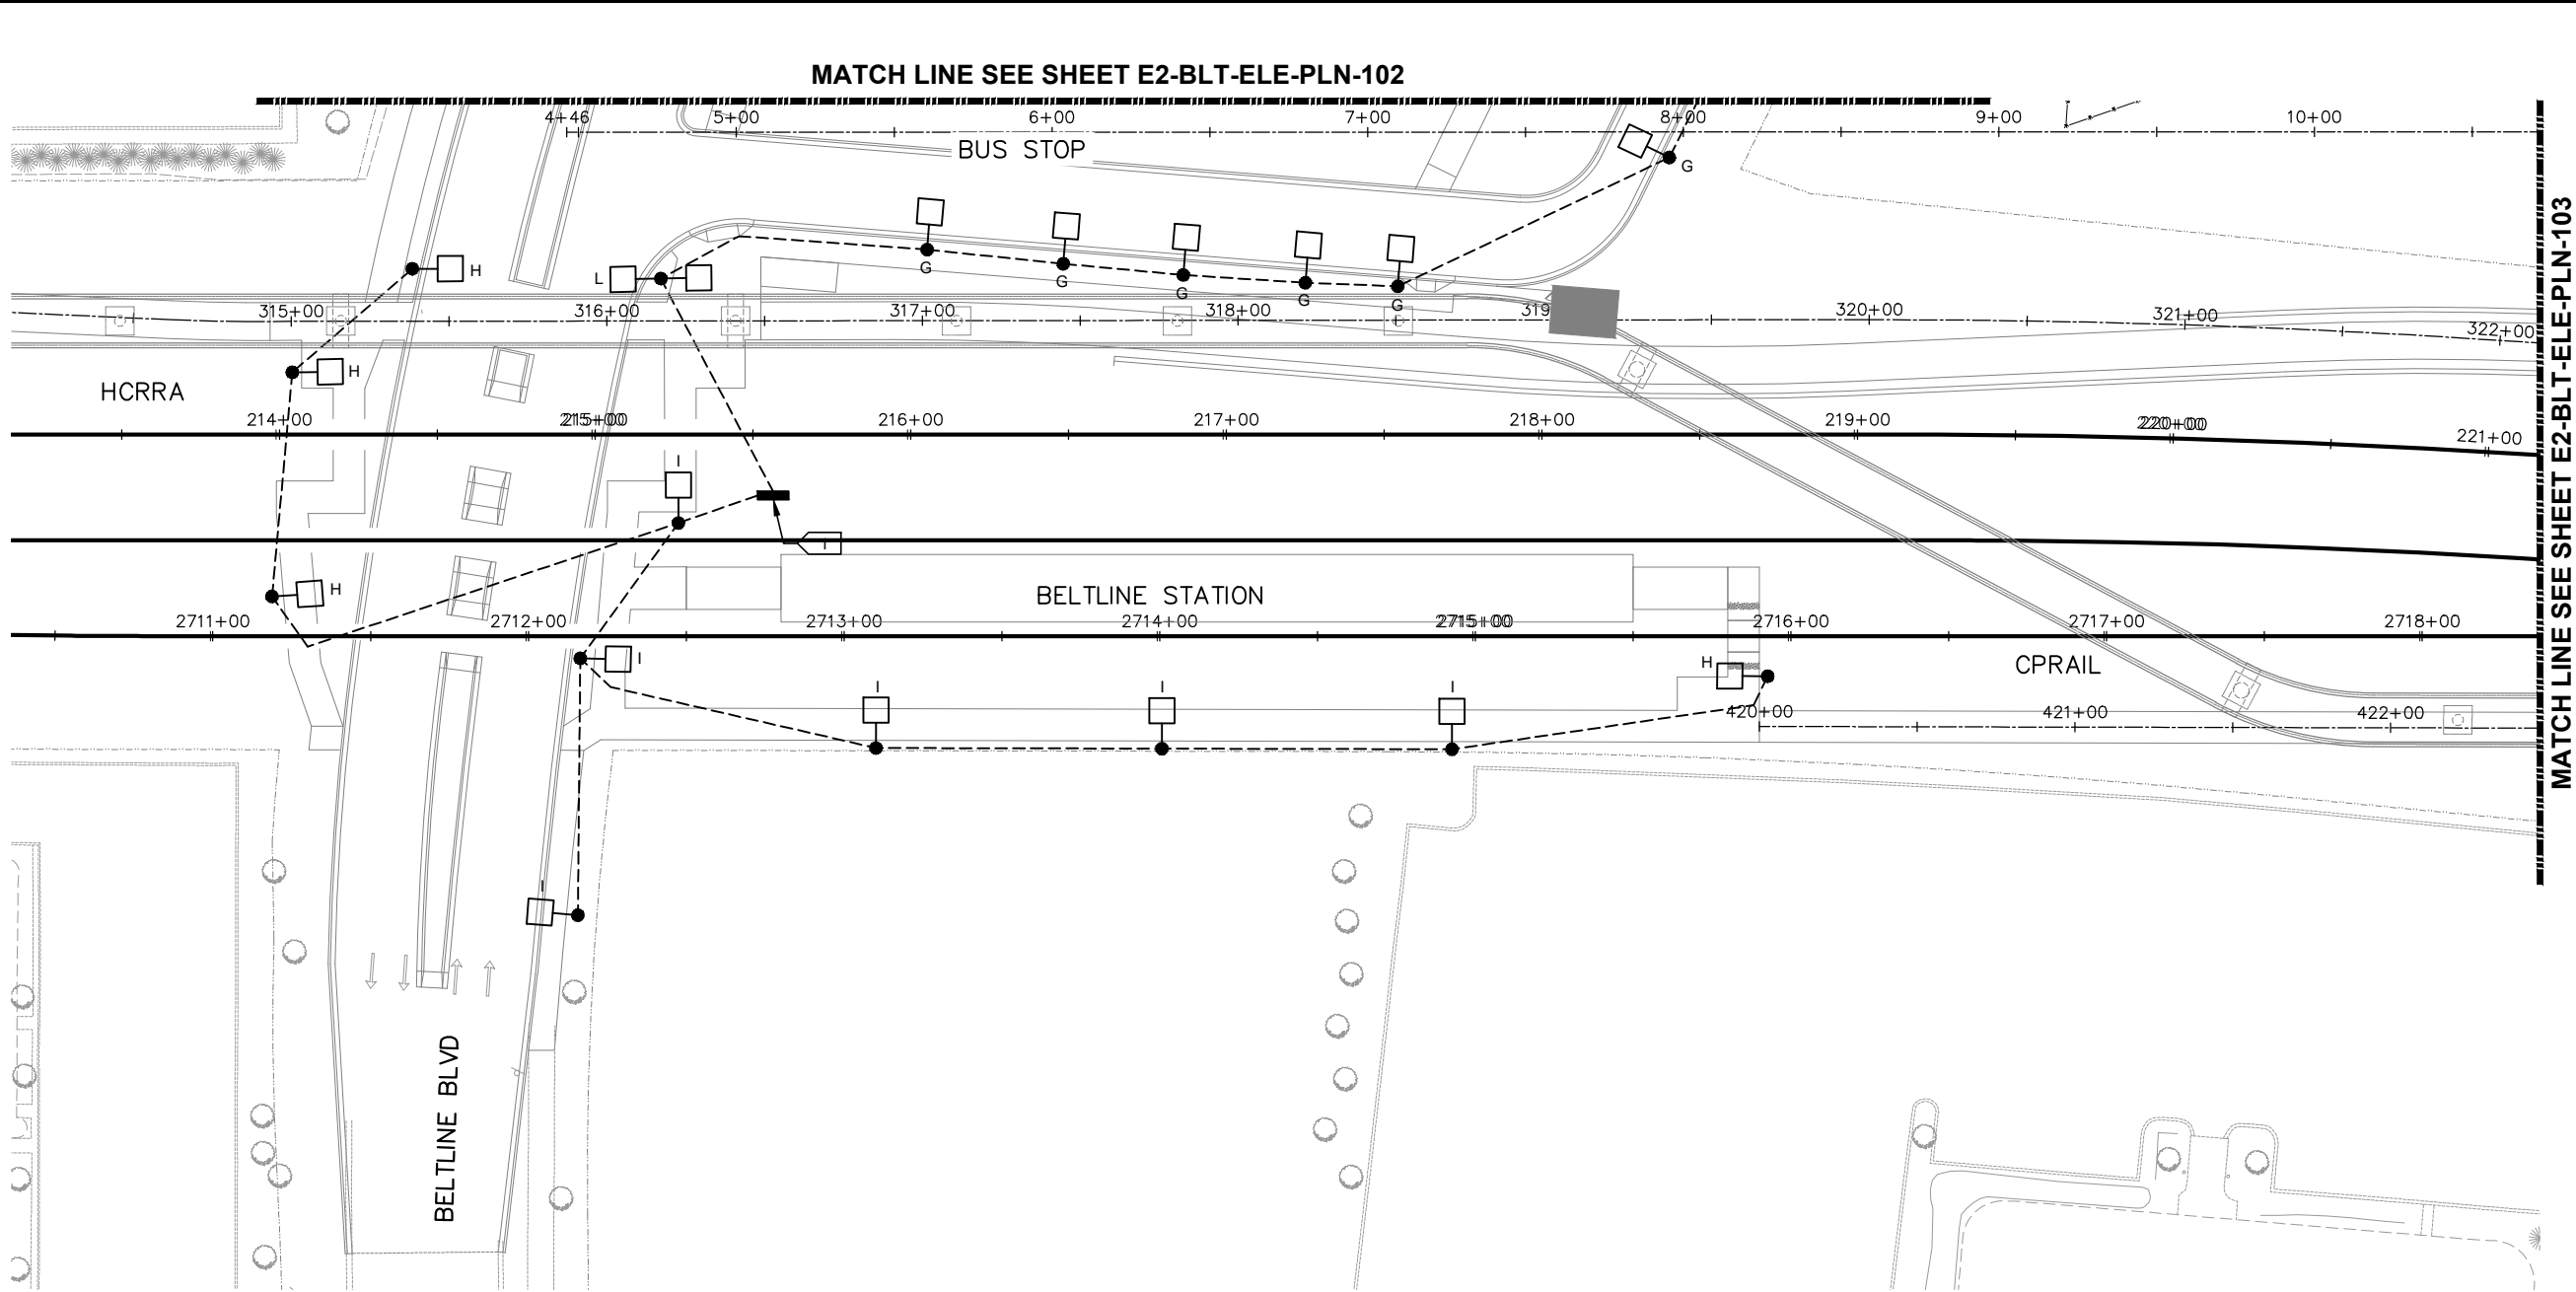 MATCH LINE SEE SHEET E2-BLT-ELE-PLN-102
4+46 5+00 6+00 7+00 8+00 9+00 10+00
BUS STOP
G
H
L
G G G G G
315+00 316+00 317+00 318+00 319 320+00 321+00 322+00
H
HCRRA
214+00 215+00 216+00 217+00 218+00 219+00 220+00 221+00
I
I
H
BELTLINE STATION
2711+00 2712+00 2713+00 2714+00 2715+00 2716+00 2717+00 2718+00
I
H
CPRAIL
I I I
420+00 421+00 422+00
I
BELTLINE BLVD
MATCH LINE SEE SHEET E2-BLT-ELE-PLN-103